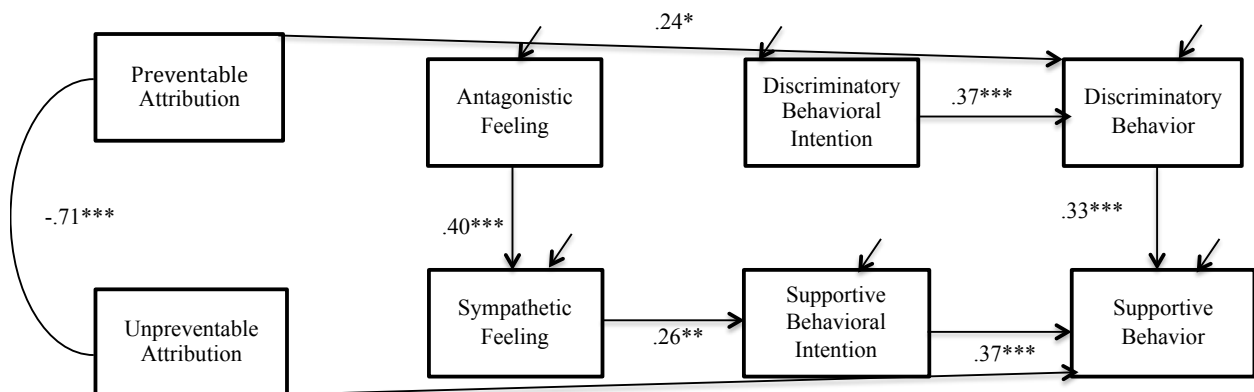 .24*
Preventable
Attribution
Antagonistic
Feeling
Discriminatory
Behavioral
Intention
.37***
Discriminatory
Behavior
-.71***
.40***
.33***
Unpreventable
Attribution
Sympathetic
Feeling
.26**
Supportive
Behavioral
Intention
.37***
Supportive
Behavior